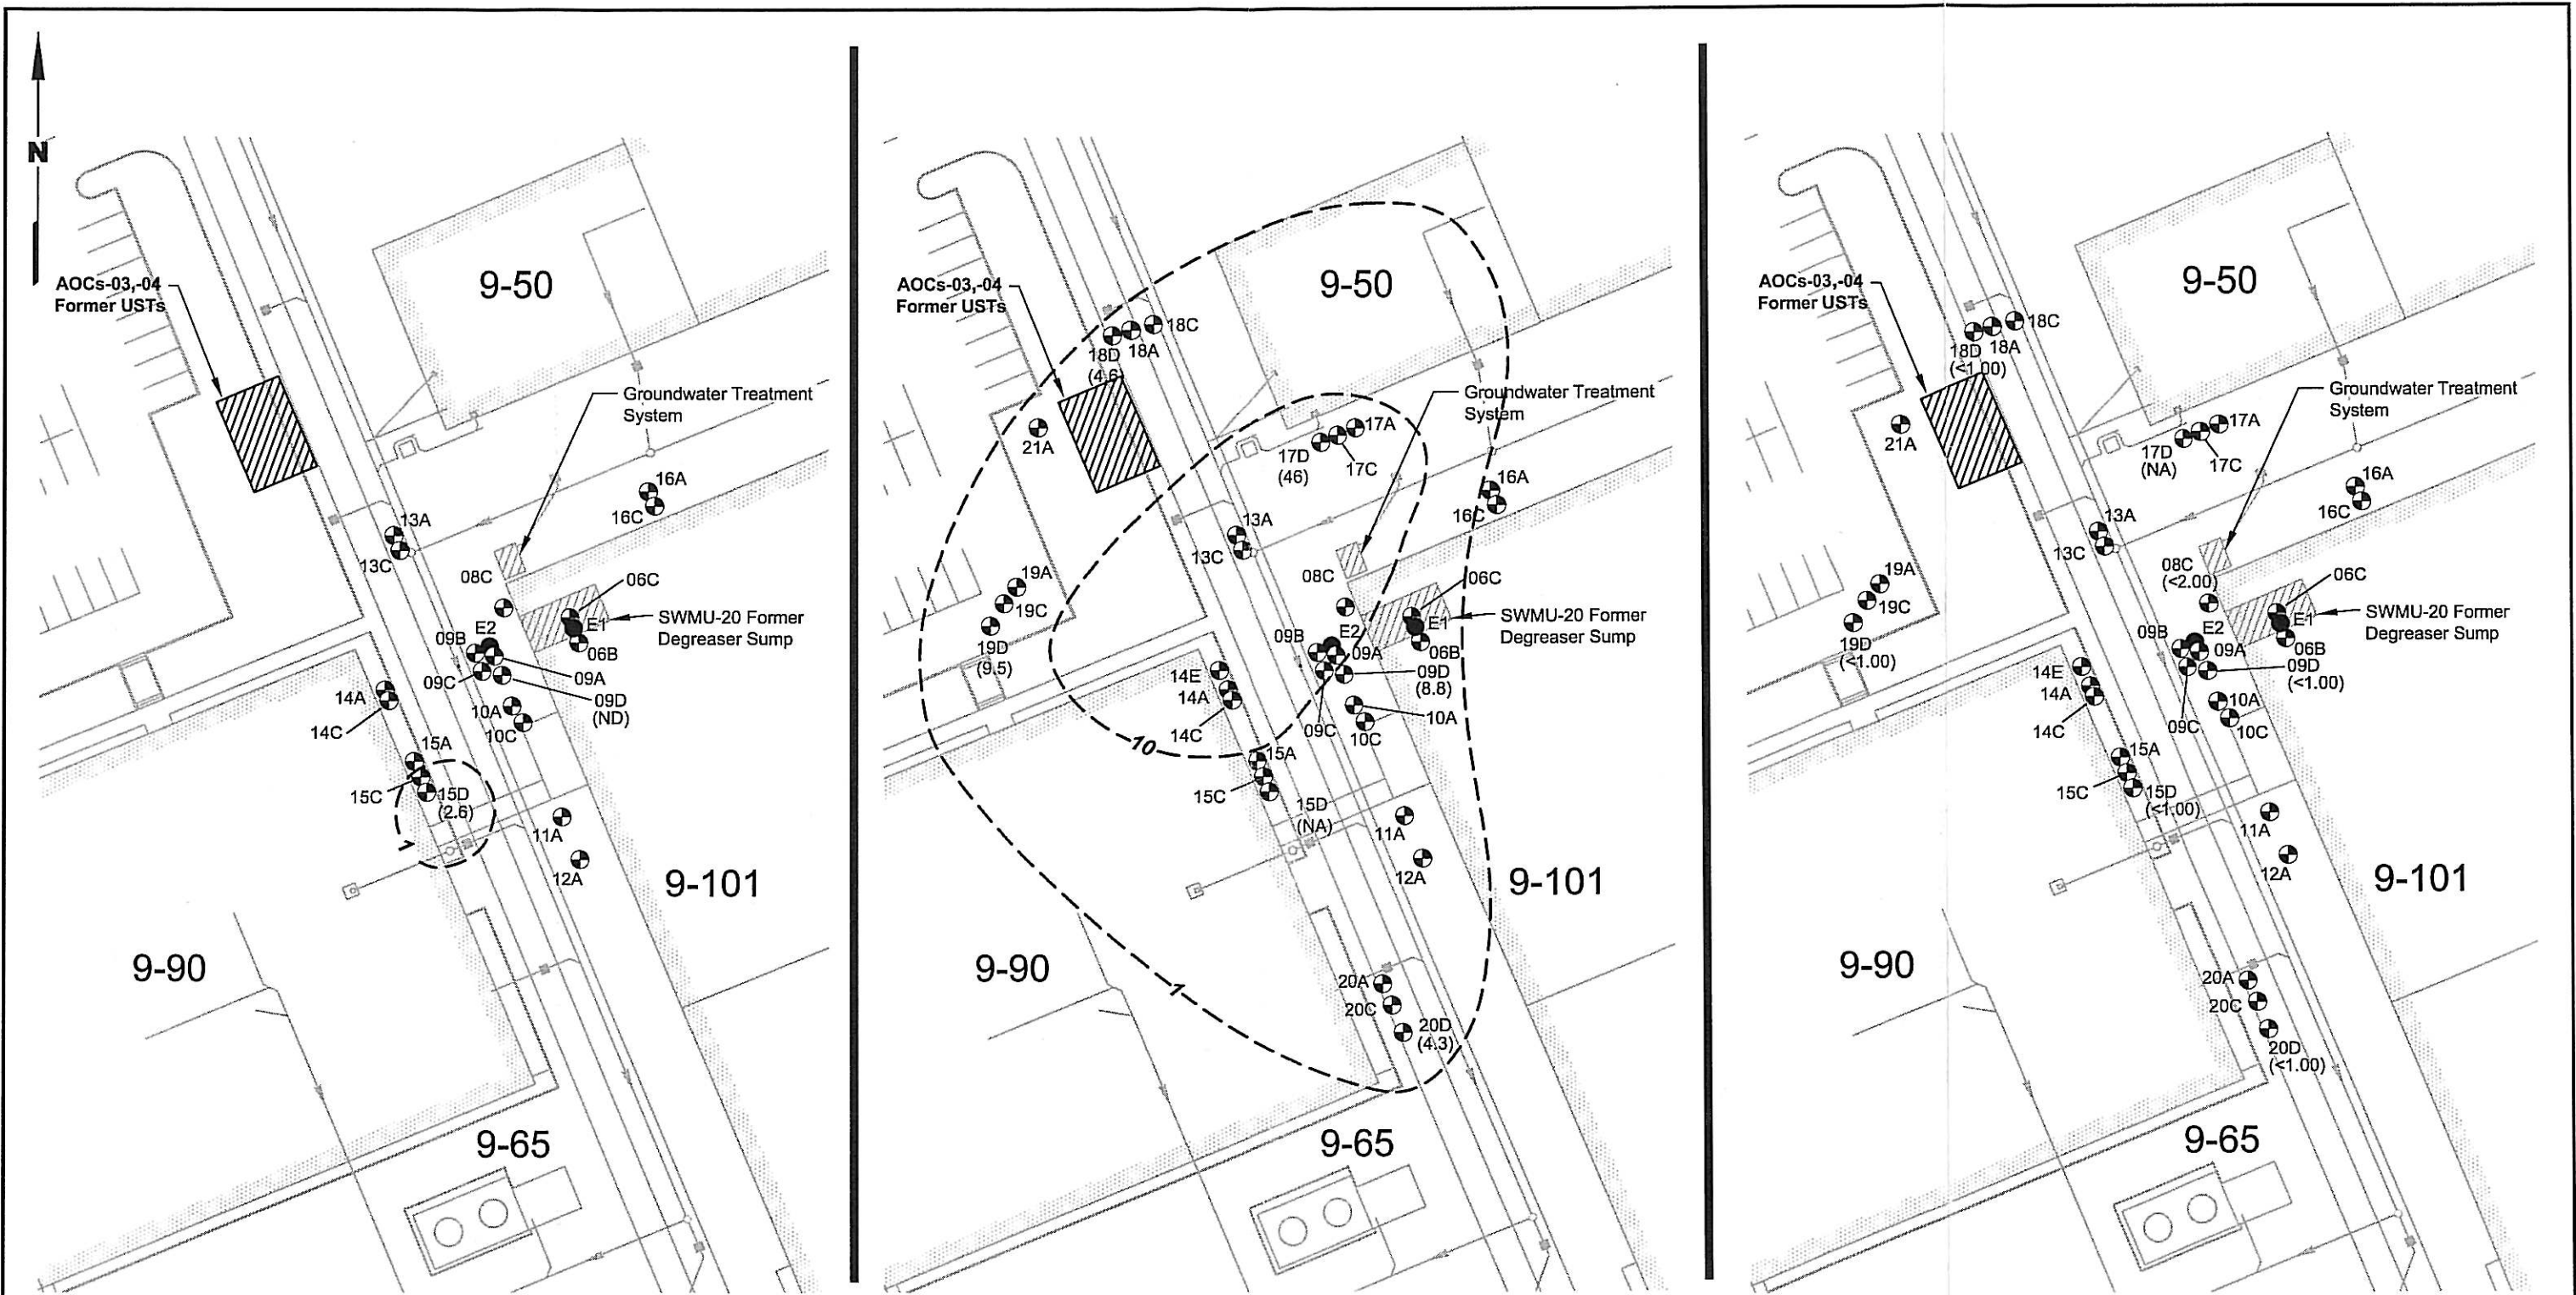 N
AOCs-03,-04
Former USTs
9-50
Groundwater Treatment
System
16A
16C
13A
13C
08C
06C
SWMU-20 Former
Degreaser Sump
E1
E2
09B
06B
09A
09C
09D
(ND)
14A
14C
10A
10C
15A
15C
15D
(2.6)
1
11A
12A
9-101
9-90
9-65
AOCs-03,-04
Former USTs
9-50
18C
18D
(4.6)
18A
Groundwater Treatment
System
21A
17A
17D
(46)
17C
16A
16C
13A
13C
08C
06C
19A
19C
19D
(9.5)
SWMU-20 Former
Degreaser Sump
E1
E2
09B
06B
09A
09D
(8.8)
09C
14E
14A
14C
10A
10C
10
15A
15C
15D
(NA)
11A
12A
9-101
9-90
1
20A
20C
20D
(4.3)
9-65
AOCs-03,-04
Former USTs
9-50
18C
18D
(<1.00)
18A
Groundwater Treatment
System
21A
17A
17D
(NA)
17C
16A
16C
13A
13C
08C
(<2.00)
06C
19A
19C
19D
(<1.00)
SWMU-20 Former
Degreaser Sump
E1
E2
09B
06B
09A
09D
(<1.00)
09C
14E
14A
14C
10A
10C
15A
15C
15D
(<1.00)
11A
12A
9-101
9-90
20A
20C
20D
(<1.00)
9-65